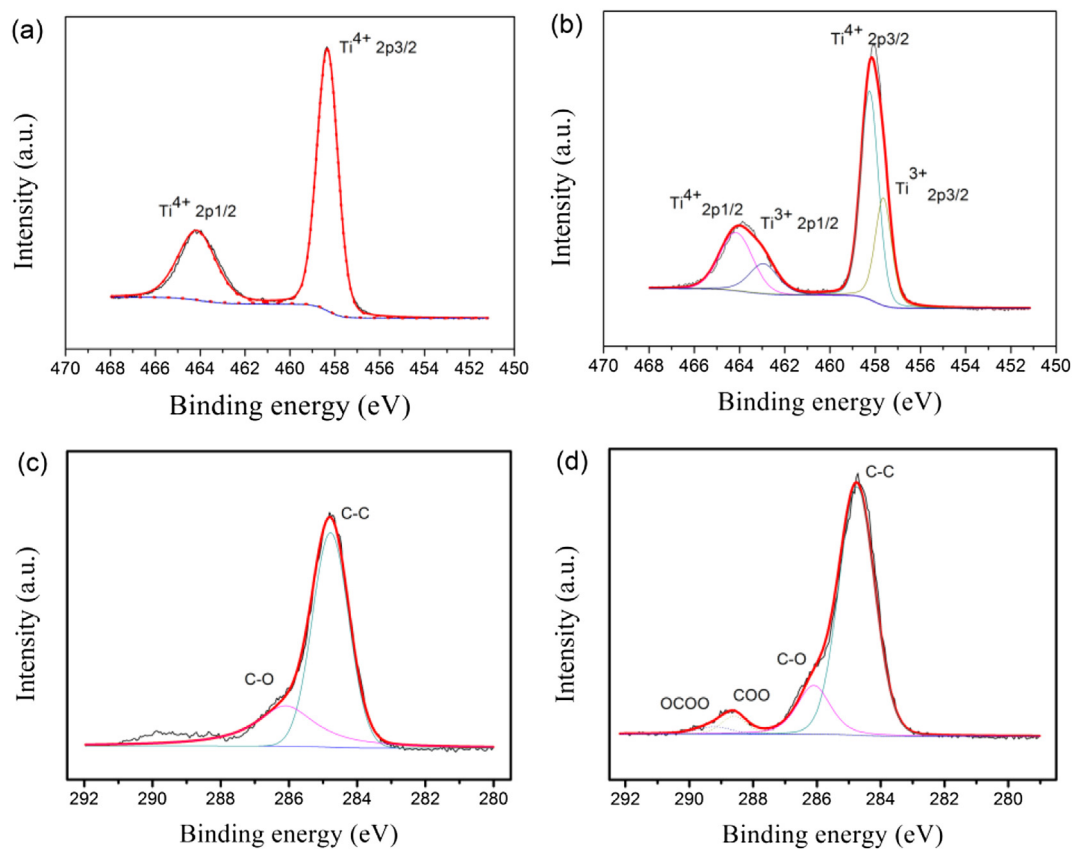 (a)
Ti4+ 2p3/2
Ti4+ 2p1/2
Intensity (a.u.)
470 468 466 464 462 460 458 456 454 452 450
Binding energy (eV)
(b)
Ti4+ 2p3/2
Ti3+
2p3/2
Ti4+
2p1/2
Ti3+ 2p1/2
Intensity (a.u.)
470 468 466 464 462 460 458 456 454 452 450
Binding energy (eV)
(c)
C-C
C-O
Intensity (a.u.)
292 290 288 286 284 282 280
Binding energy (eV)
(d)
C-C
C-O
OCOO COO
Intensity (a.u.)
292 290 288 286 284 282 280
Binding energy (eV)